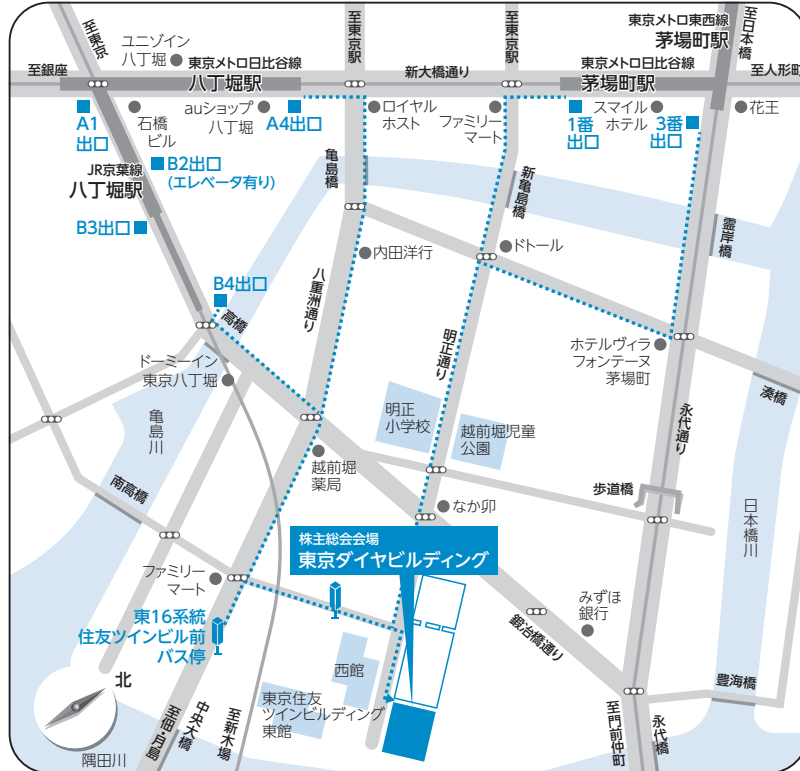 至東京
ユニゾイン
八丁堀
至銀座
東京メトロ日比谷線
八丁堀駅
至東京駅
新大橋通り
至東京駅
東京メトロ東西線
茅場町駅
至日本橋
東京メトロ日比谷線
茅場町駅
至人形町
A1
出口
石橋
ビル
auショップ
八丁堀
A4出口
ロイヤル
ホスト
ファミリー
マート
1番
出口
スマイル
ホテル
3番
出口
花王
JR京葉線
八丁堀駅
B2出口
(エレベータ有り)
亀島橋
新亀島橋
B3出口
霊岸橋
内田洋行
ドトール
八重洲通り
B4出口
高橋
明正通り
ホテルヴィラ
フォンテーヌ
茅場町
ドーミーイン
東京八丁堀
湊橋
亀島川
明正
小学校
越前堀児童
公園
永代通り
越前堀
薬局
南高橋
歩道橋
なか卯
日本橋川
株主総会会場
東京ダイヤビルディング
ファミリー
マート
みずほ
銀行
鍛冶橋通り
東16系統
住友ツインビル前
バス停
西館
北
東京住友
ツインビルディング
東館
豊海橋
中央大橋
至佃・月島
至新木場
至門前仲町
永代橋
隅田川